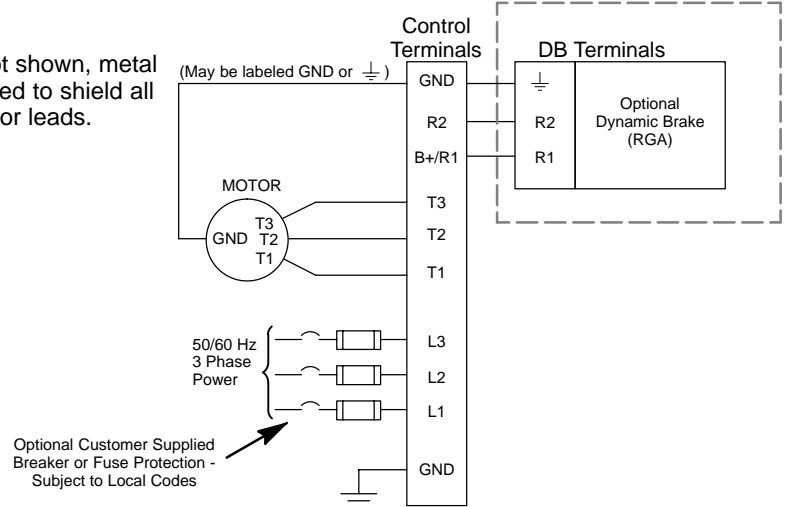 t shown, metal
ed to shield all
or leads.
Control
Terminals
DB Terminals
(May be labeled GND or ⏚ )
GND
R2
B+/R1
T3
T2
T1
L3
L2
L1
GND
R2
R1
Optional
Dynamic Brake
(RGA)
MOTOR
GND
T3
T2
T1
50/60 Hz
3 Phase
Power
Optional Customer Supplied
Breaker or Fuse Protection -
Subject to Local Codes